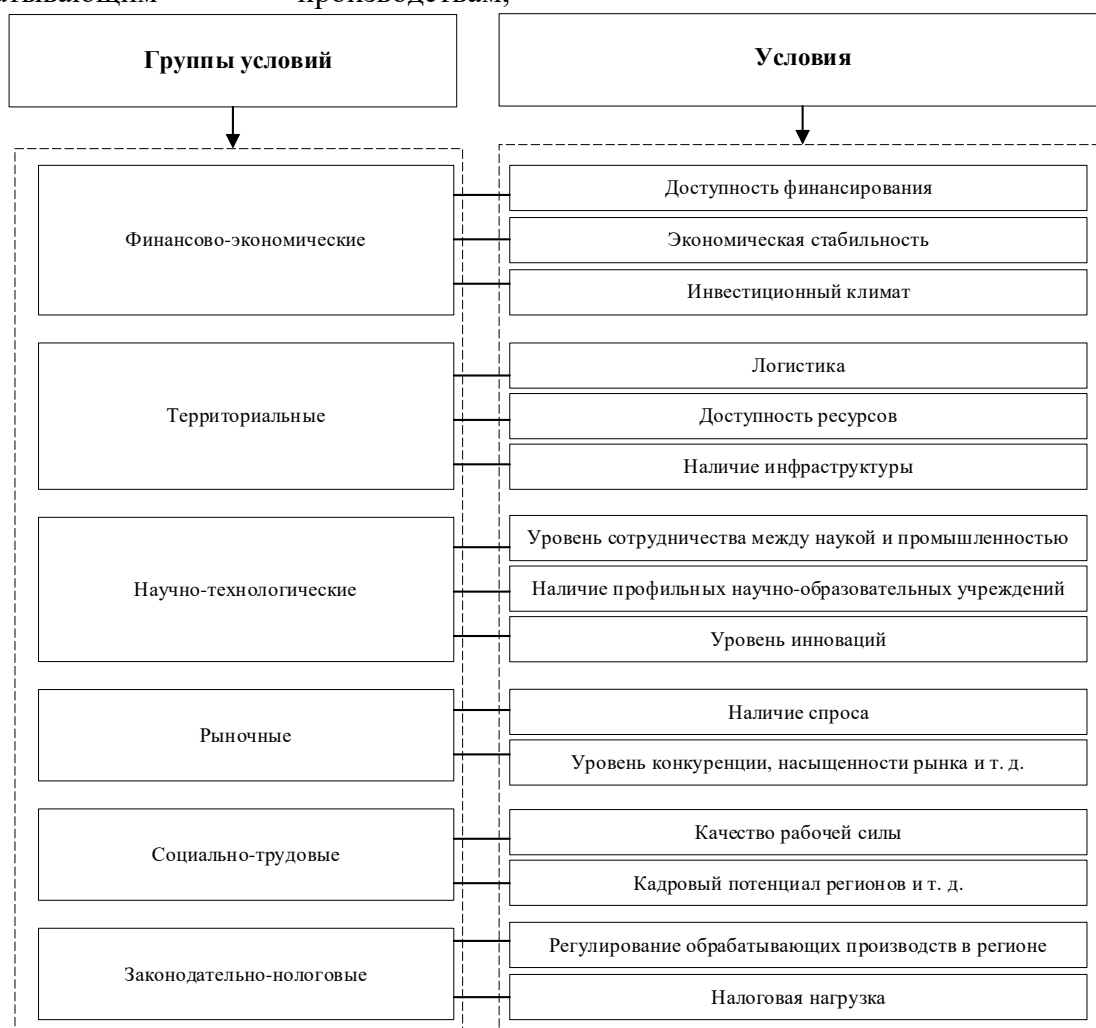 атывающим производствам,
Группы условий
Условия
Финансово-экономические
Доступность финансирования
Экономическая стабильность
Инвестиционный климат
Территориальные
Логистика
Доступность ресурсов
Наличие инфраструктуры
Научно-технологические
Уровень сотрудничества между наукой и промышленностью
Наличие профильных научно-образовательных учреждений
Уровень инноваций
Рыночные
Наличие спроса
Уровень конкуренции, насыщенности рынка и т. д.
Социально-трудовые
Качество рабочей силы
Кадровый потенциал регионов и т. д.
Законодательно-нологовые
Регулирование обрабатывающих производств в регионе
Налоговая нагрузка